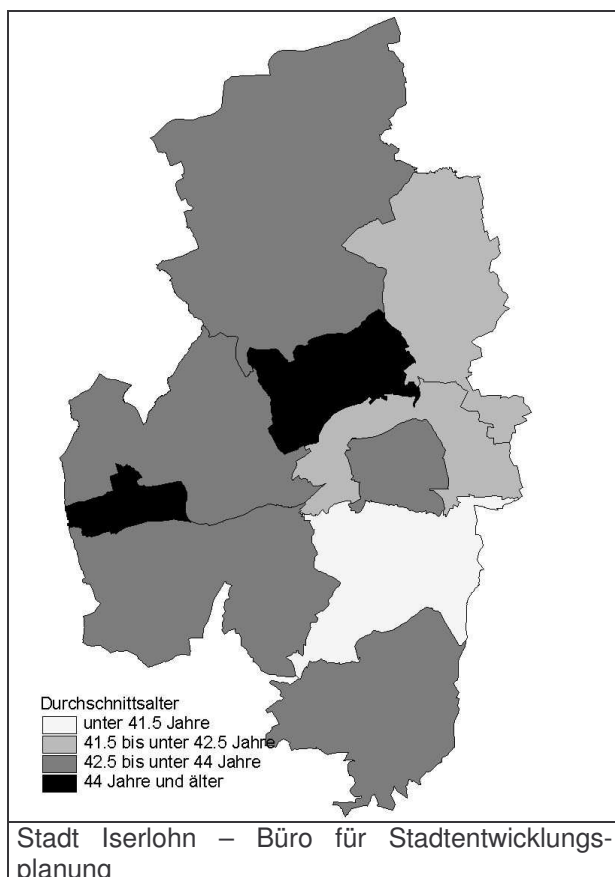 Durchschnittsalter
unter 41.5 Jahre
41.5 bis unter 42.5 Jahre
42.5 bis unter 44 Jahre
44 Jahre und älter
Stadt Iserlohn – Büro für Stadtentwicklungs-
planung